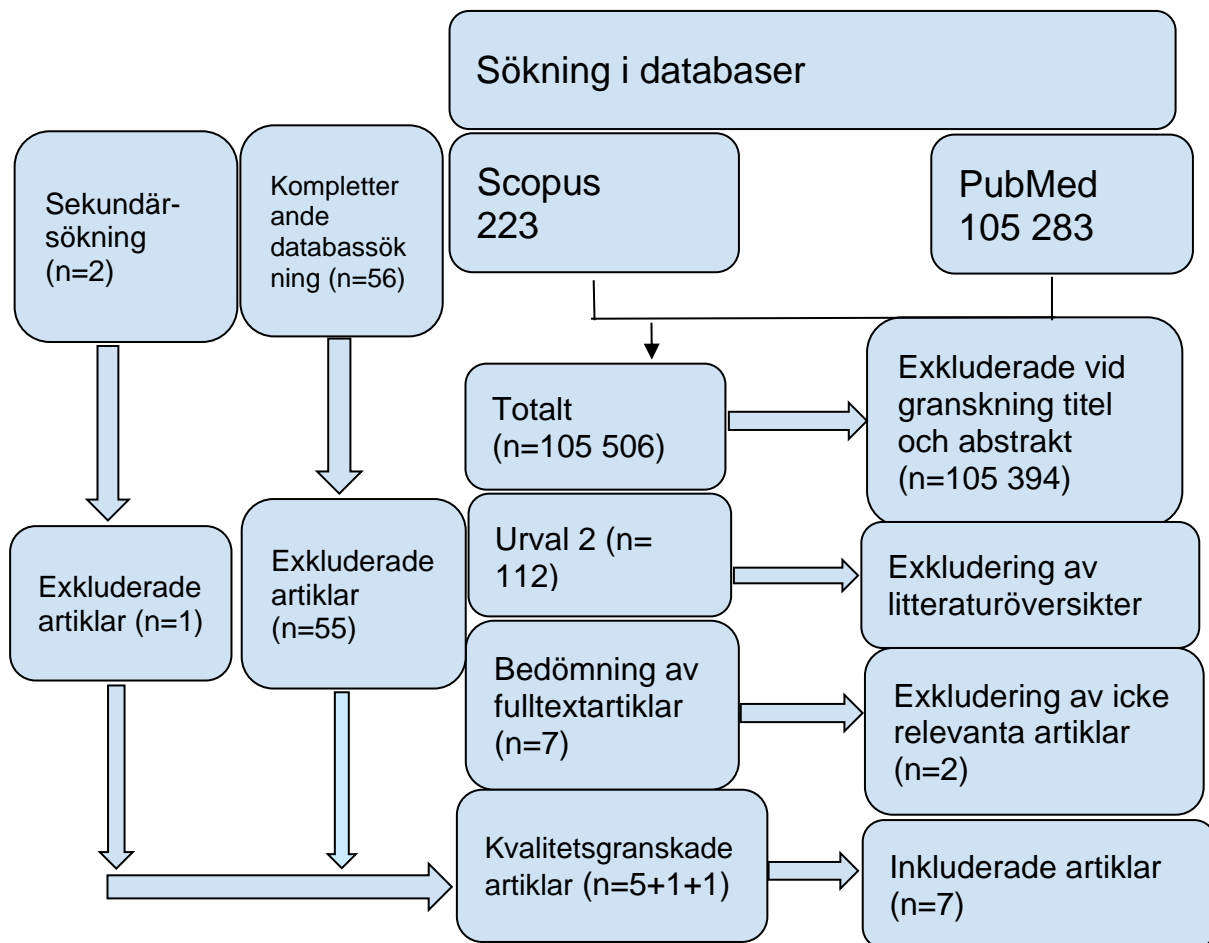 Sökning i databaser
Sekundär-
sökning
(n=2)
Kompletter
ande
databassök
ning (n=56)
Scopus
223
PubMed
105 283
Totalt
(n=105 506)
Exkluderade vid
granskning titel
och abstrakt
(n=105 394)
Exkluderade
artiklar (n=1)
Exkluderade
artiklar
(n=55)
Urval 2 (n=
112)
Exkludering av
litteraturöversikter
Bedömning av
fulltextartiklar
(n=7)
Exkludering av icke
relevanta artiklar
(n=2)
Kvalitetsgranskade
artiklar (n=5+1+1)
Inkluderade artiklar
(n=7)